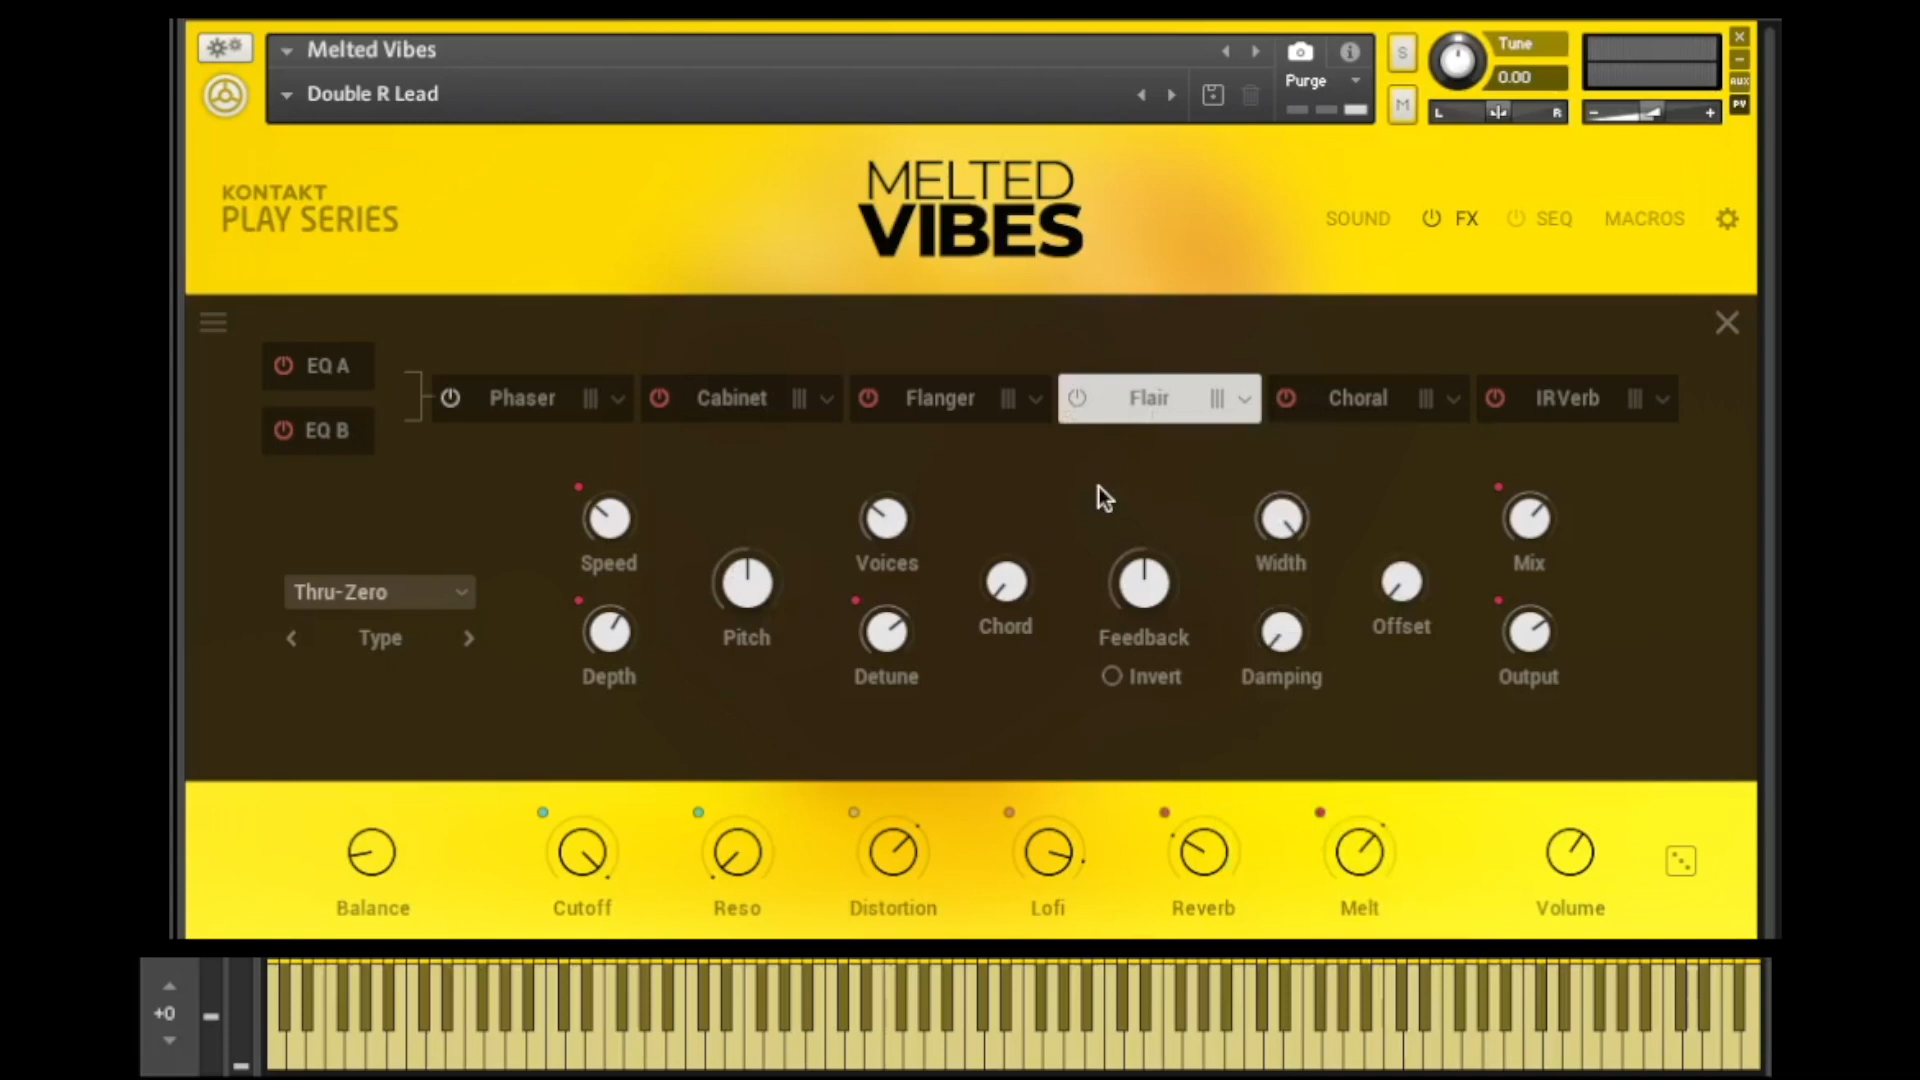 Melted Vibes
Double R Lead
Purge
S
M
Tune
0.00
L R
- +
AUX
PV
KONTAKT
PLAY SERIES
MELTED
VIBES
SOUND FX SEQ MACROS
EQ A
EQ B
Phaser Cabinet Flanger Flair Choral IRVerb
Thru-Zero
Type
Speed
Depth
Pitch
Voices
Detune
Chord
Feedback
Invert
Width
Damping
Offset
Mix
Output
Balance Cutoff Reso Distortion Lofi Reverb Melt Volume
+0